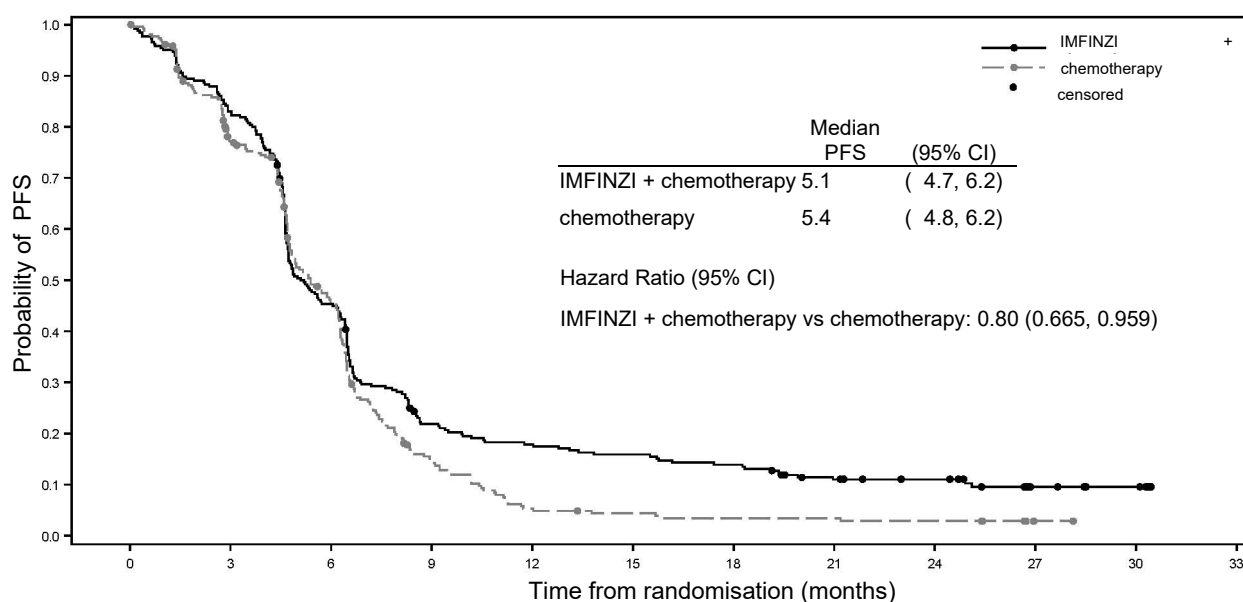 IMFINZI +
chemotherapy
censored
Median
PFS (95% CI)
IMFINZI + chemotherapy 5.1 ( 4.7, 6.2)
chemotherapy 5.4 ( 4.8, 6.2)
Hazard Ratio (95% CI)
IMFINZI + chemotherapy vs chemotherapy: 0.80 (0.665, 0.959)
Probability of PFS
1.0
0.9
0.8
0.7
0.6
0.5
0.4
0.3
0.2
0.1
0.0
0 3 6 9 12 15 18 21 24 27 30 33
Time from randomisation (months)